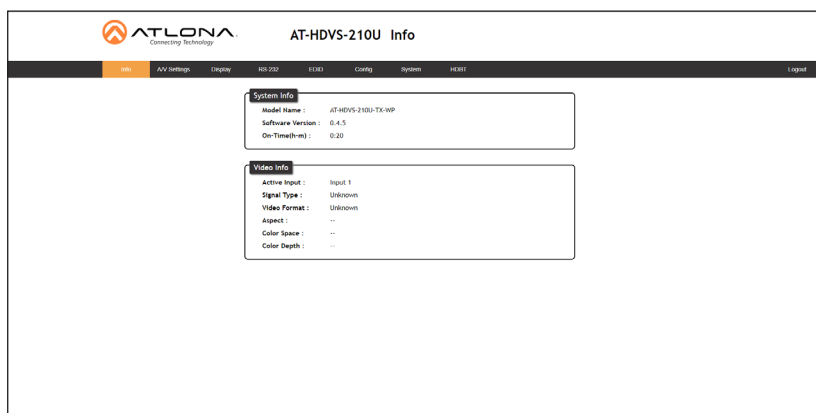 ATLONA.
Connecting Technology
AT-HDVS-210U Info
Info A/V Settings Display RS-232 EDID Config System HDBT Logout
System Info
Model Name : AT-HDVS-210U-TX-WP
Software Version : 0.4.5
On-Time(h-m) : 0:20
Video Info
Active Input : Input 1
Signal Type : Unknown
Video Format : Unknown
Aspect : --
Color Space : --
Color Depth : --